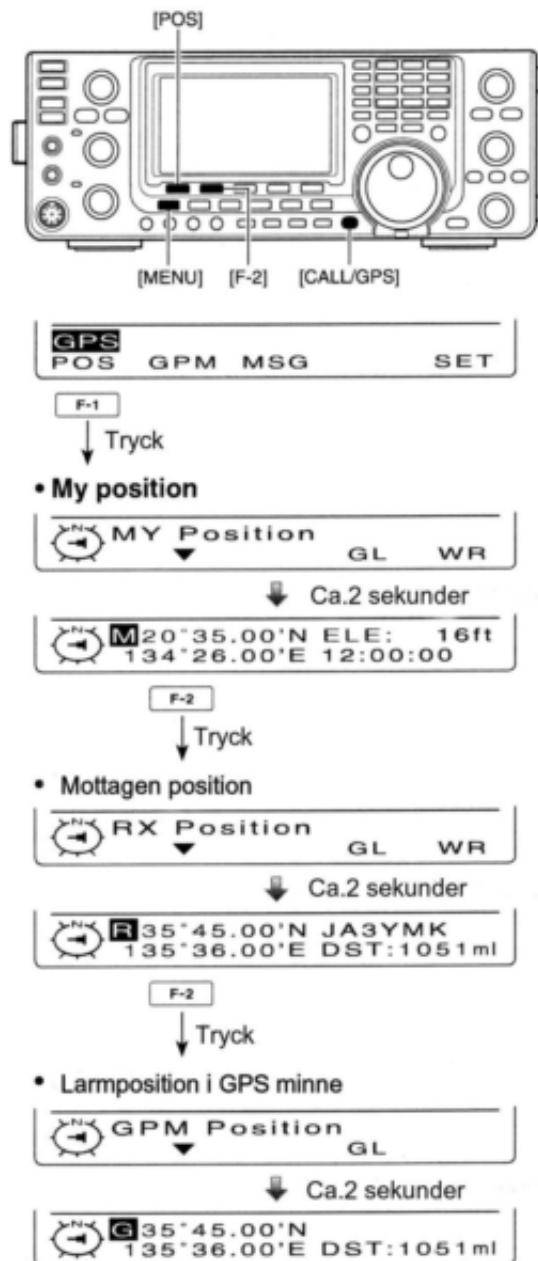 [POS]
[MENU] [F-2] [CALL/GPS]
GPS
POS GPM MSG SET
F-1
Tryck
• My position
MY Position
GL WR
Ca.2 sekunder
M 20°35.00'N ELE: 16ft
134°26.00'E 12:00:00
F-2
Tryck
• Mottagen position
RX Position
GL WR
Ca.2 sekunder
R 35°45.00'N JA3YMK
135°36.00'E DST:1051ml
F-2
Tryck
• Larmposition i GPS minne
GPM Position
GL
Ca.2 sekunder
G 35°45.00'N
135°36.00'E DST:1051ml